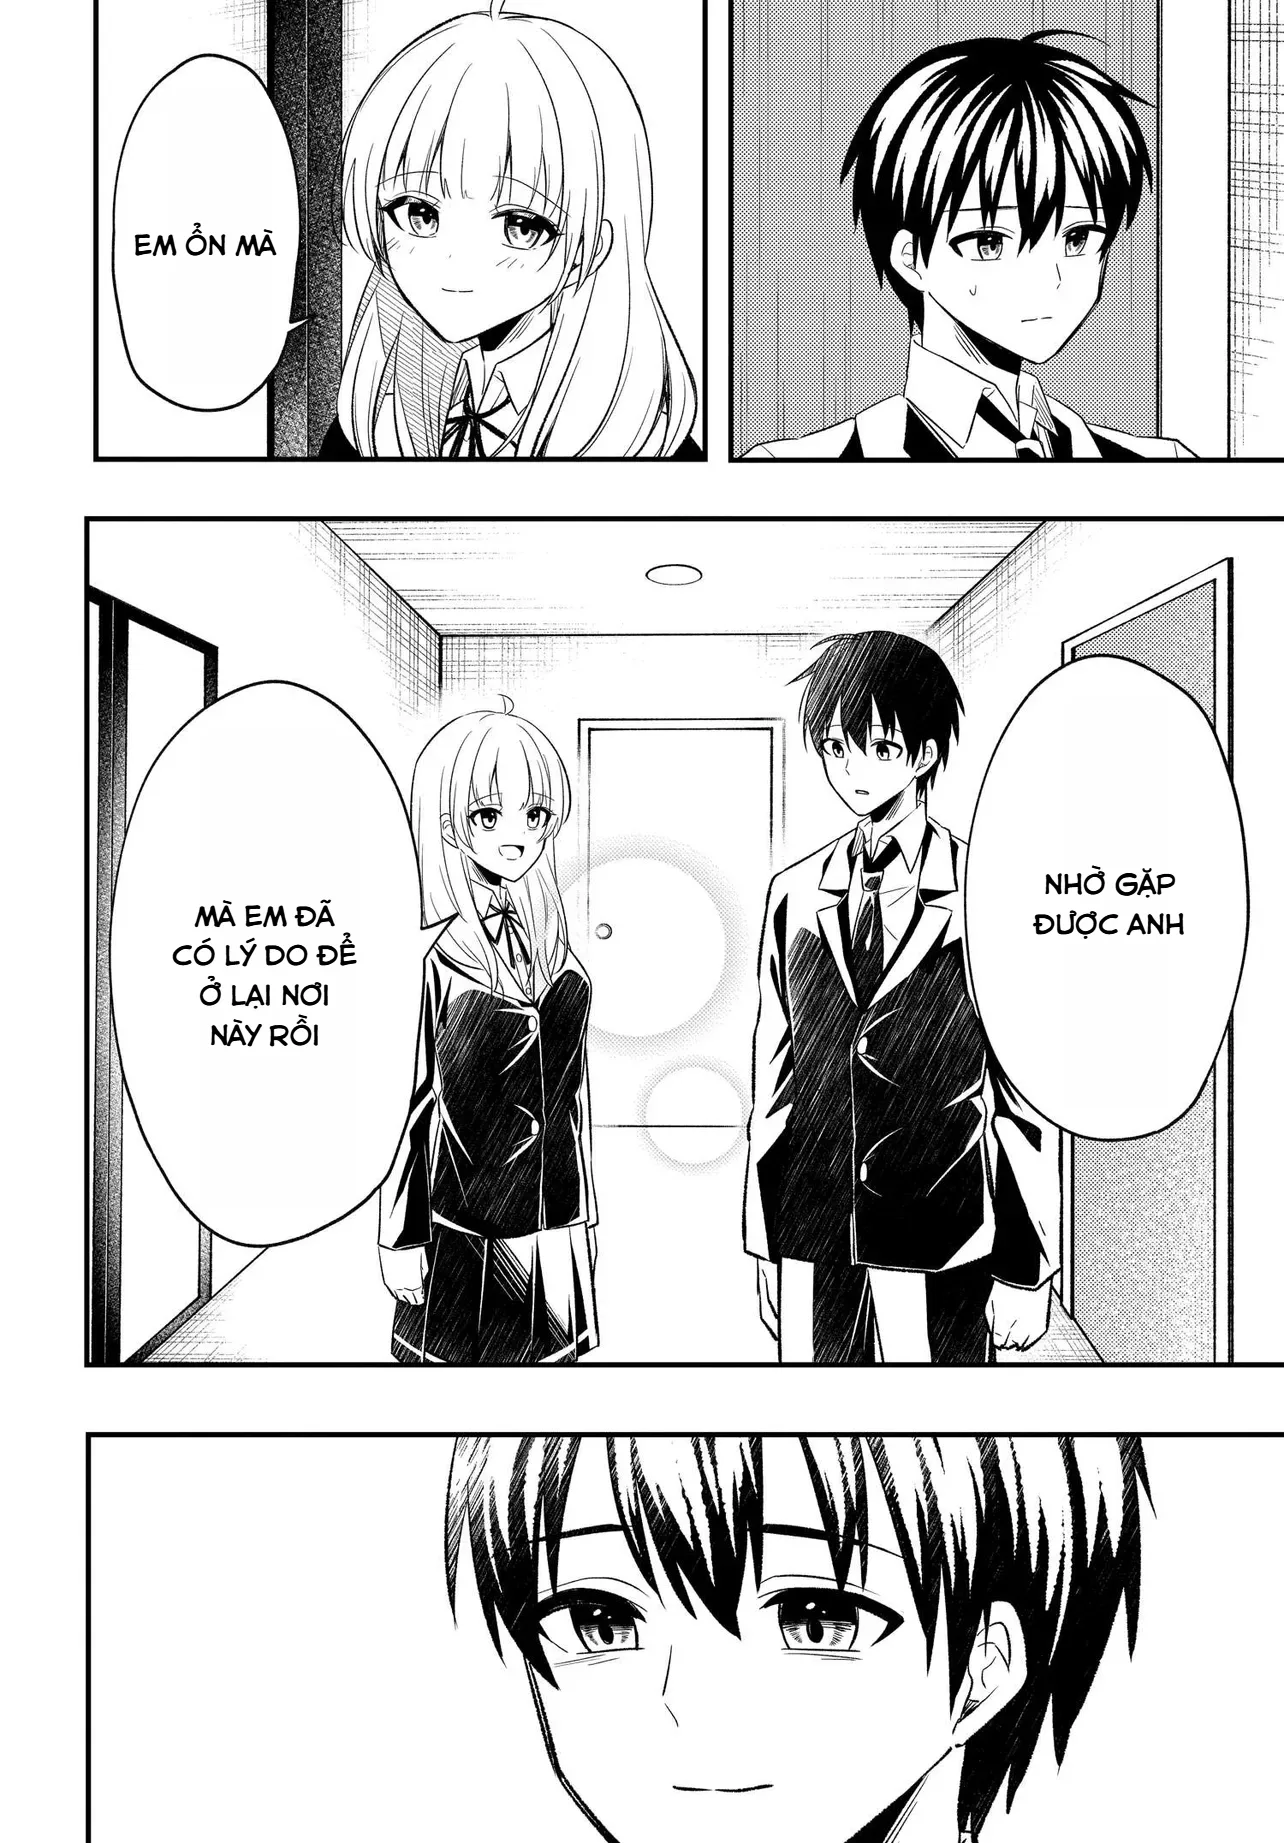 EM ỔN MÀ
NHỜ GẶP
ĐƯỢC ANH
MÀ EM ĐÃ
CÓ LÝ DO ĐỂ
Ở LẠI NƠI
NÀY RỒI